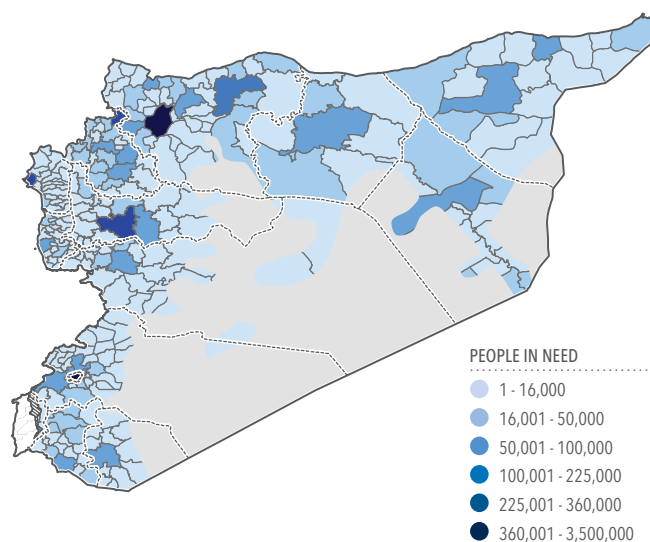 PEOPLE IN NEED
1 - 16,000
16,001 - 50,000
50,001 - 100,000
100,001 - 225,000
225,001 - 360,000
360,001 - 3,500,000